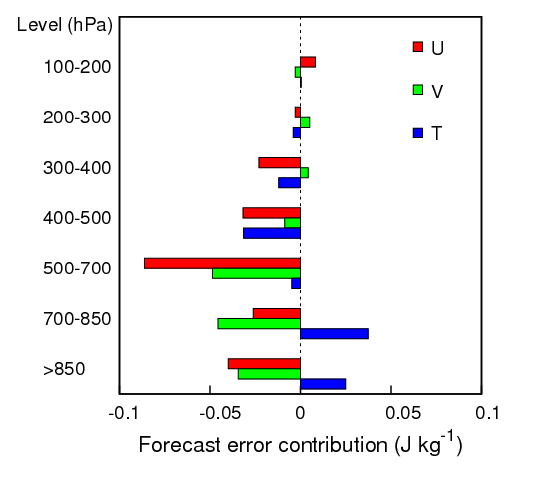 Level (hPa)
100-200
200-300
300-400
400-500
500-700
700-850
>850
U
V
T
-0.1
-0.05
0
0.05
0.1
Forecast error contribution (J kg⁻¹)